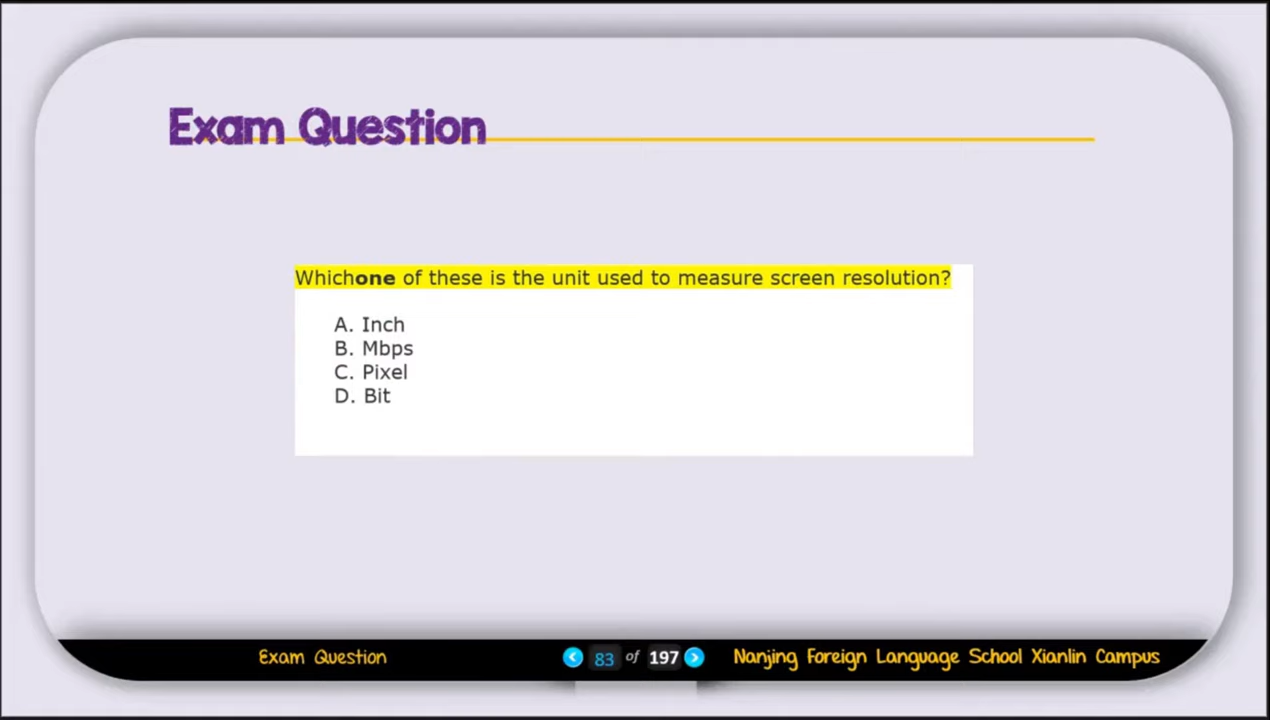 Exam Question
Whichone of these is the unit used to measure screen resolution?
A. Inch
B. Mbps
C. Pixel
D. Bit
Exam Question
83 of 197
Nanjing Foreign Language School Xianlin Campus